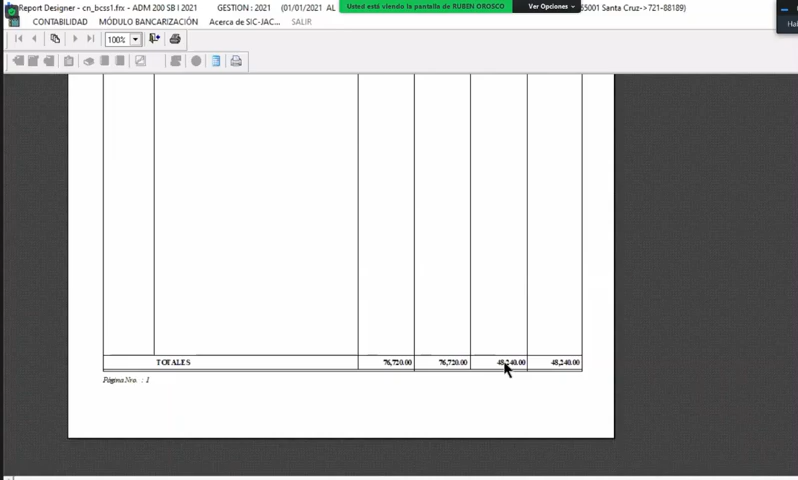 Report Designer - cn_bcss1.frx - ADM 200 SB I 2021 GESTION : 2021 (01/01/2021 AL Usted está viendo la pantalla de RUBEN OROSCO Ver Opciones 65001 Santa Cruz->721-88189)
CONTABILIDAD MÓDULO BANCARIZACIÓN Acerca de SIC-JAC... SALIR
100%
TOTALES 76,720.00 76,720.00 48,240.00 48,240.00
Página Nro. : 1